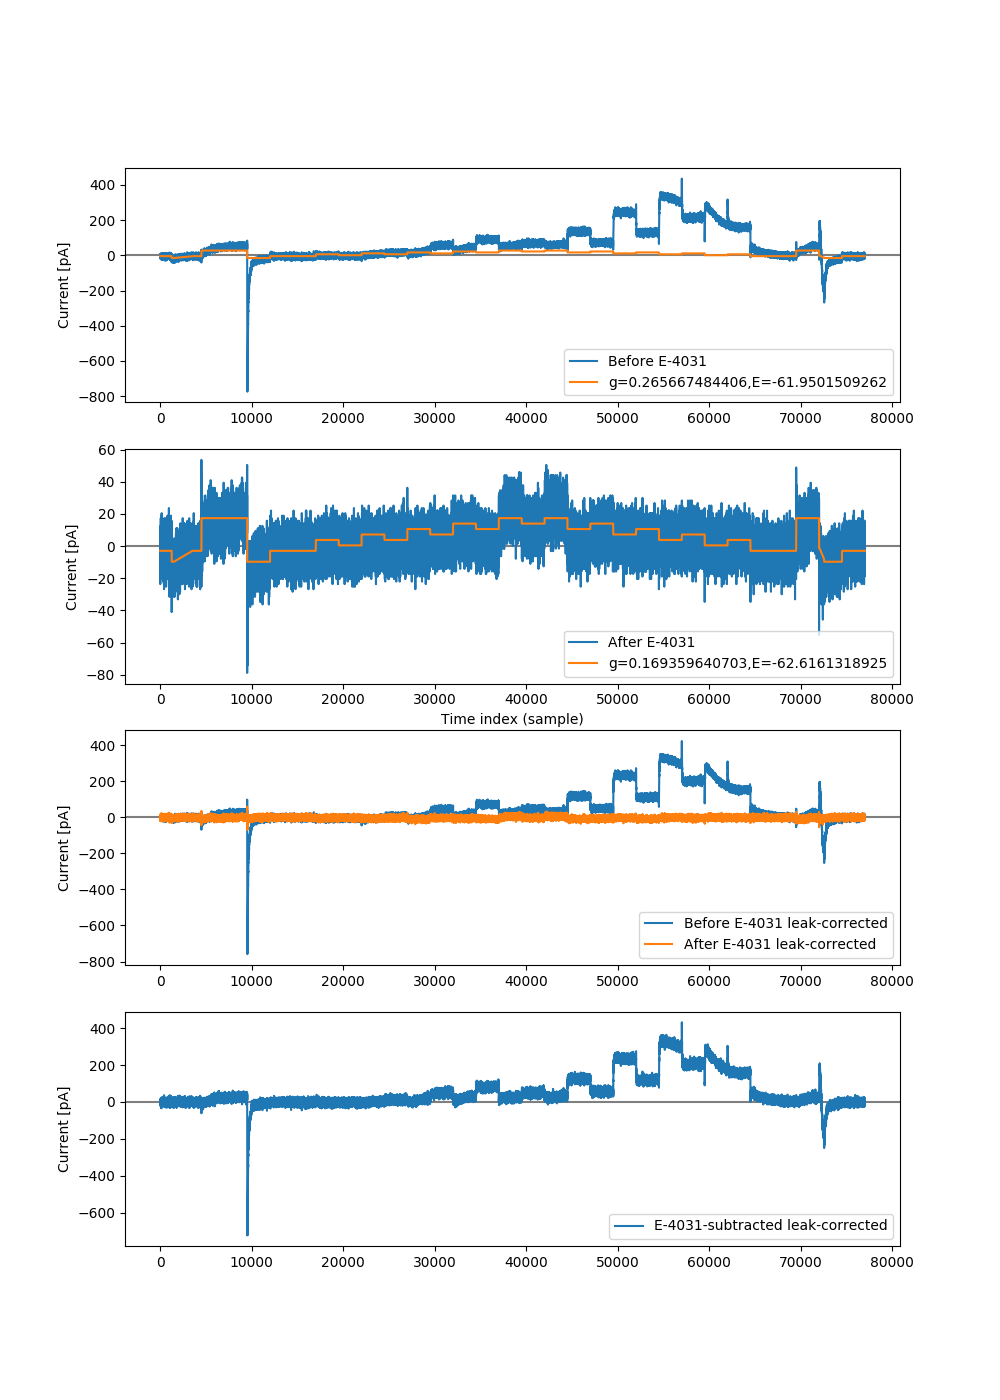 400
200
0
−200
−400
−600
−800
Current [pA]
Before E-4031
g=0.265667484406,E=-61.9501509262
0 10000 20000 30000 40000 50000 60000 70000 80000
60
40
20
0
−20
−40
−60
−80
Current [pA]
After E-4031
g=0.169359640703,E=-62.6161318925
0 10000 20000 30000 40000 50000 60000 70000 80000
Time index (sample)
400
200
0
−200
−400
−600
−800
Current [pA]
Before E-4031 leak-corrected
After E-4031 leak-corrected
0 10000 20000 30000 40000 50000 60000 70000 80000
400
200
0
−200
−400
−600
Current [pA]
E-4031-subtracted leak-corrected
0 10000 20000 30000 40000 50000 60000 70000 80000